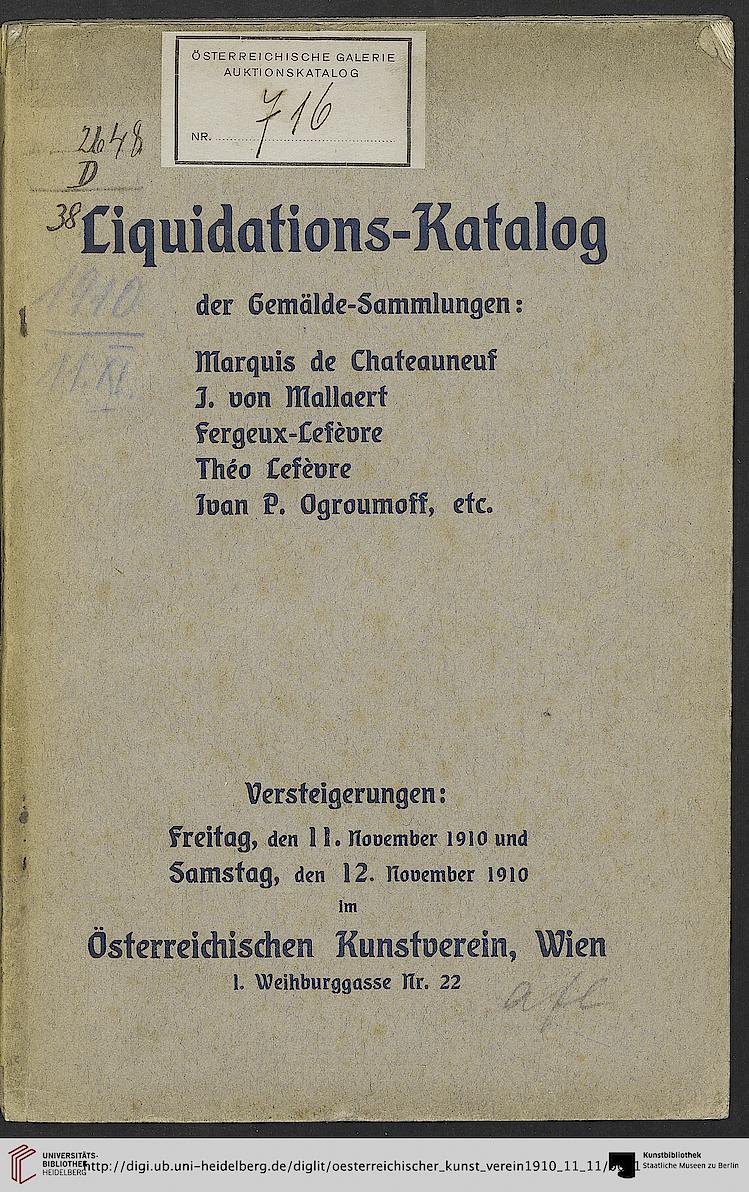 ÖSTERREICHISCHE GALERIE
AUKTIONSKATALOG
NR. 716
2648
D
38
Liquidations-Katalog
1910
11.XI.
der Gemälde-Sammlungen:
Marquis de Chateauneuf
J. von Mallaert
Fergeux-Lefèvre
Théo Lefèvre
Ivan P. Ogroumoff, etc.
Versteigerungen:
Freitag, den 11. November 1910 und
Samstag, den 12. November 1910
im
Österreichischen Kunstverein, Wien
I. Weihburggasse Nr. 22
UNIVERSITÄTS-
BIBLIOTHEK
HEIDELBERG
http://digi.ub.uni-heidelberg.de/diglit/oesterreichischer_kunst_verein1910_11_11/0001
Kunstbibliothek
Staatliche Museen zu Berlin